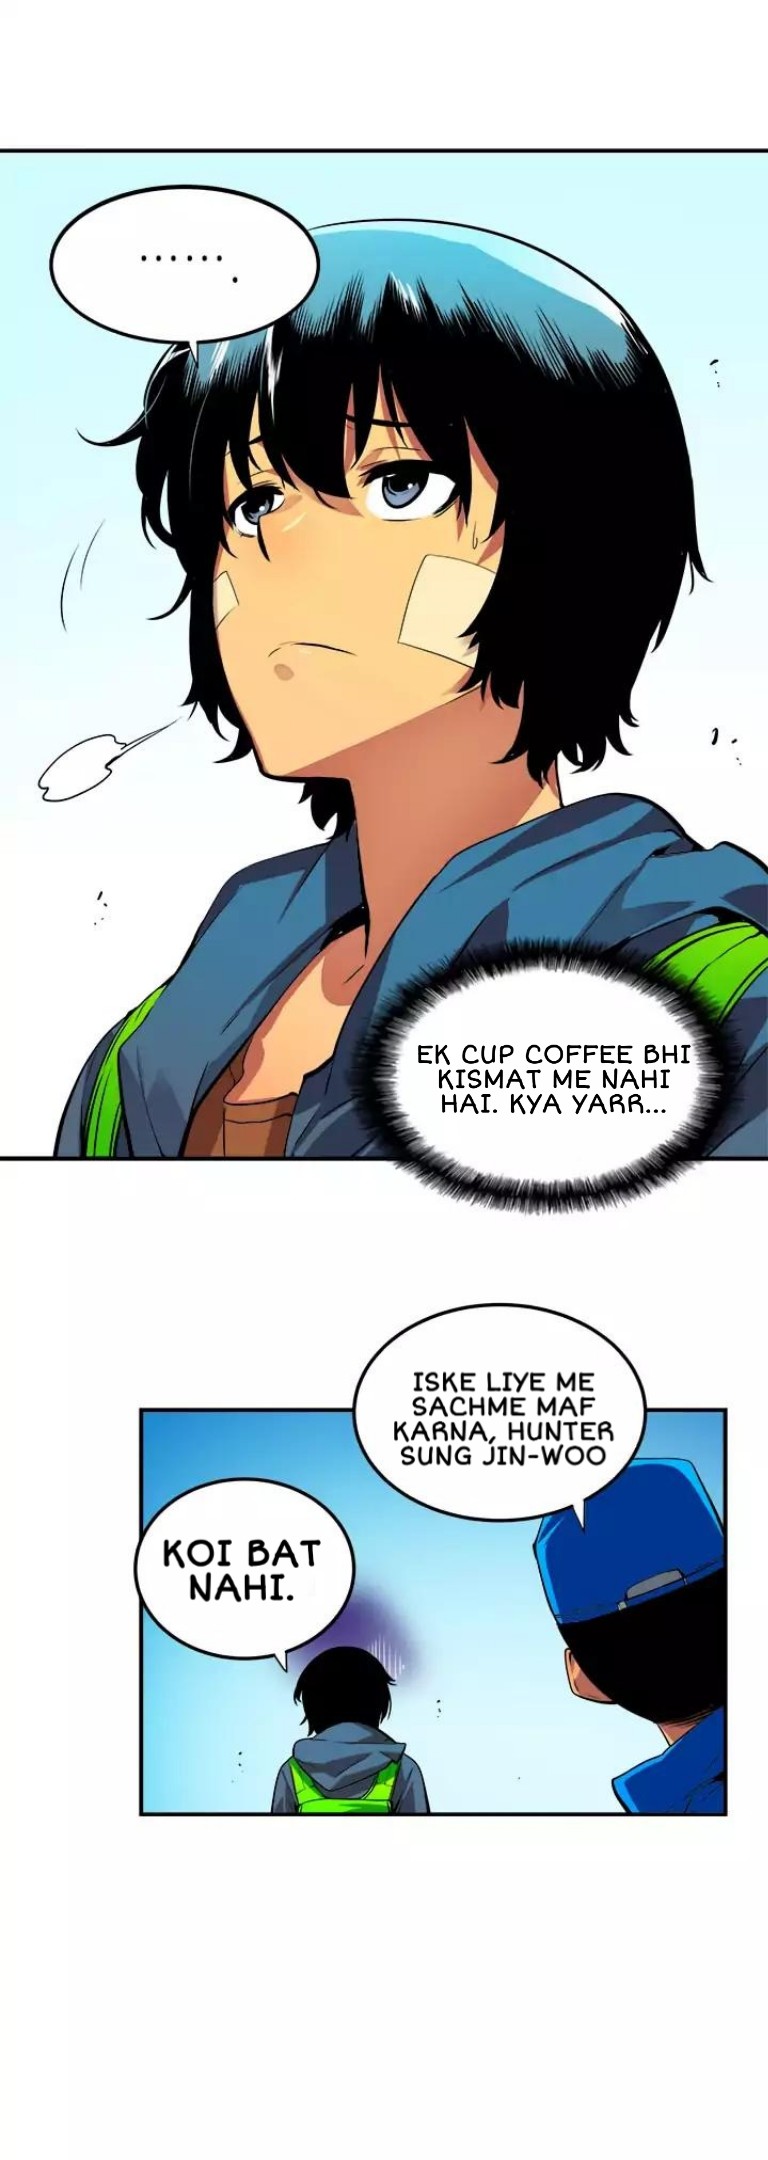 .......
EK CUP COFFEE BHI
KISMAT ME NAHI
HAI. KYA YARR...
ISKE LIYE ME
SACHME MAF
KARNA, HUNTER
SUNG JIN-WOO
KOI BAT
NAHI.